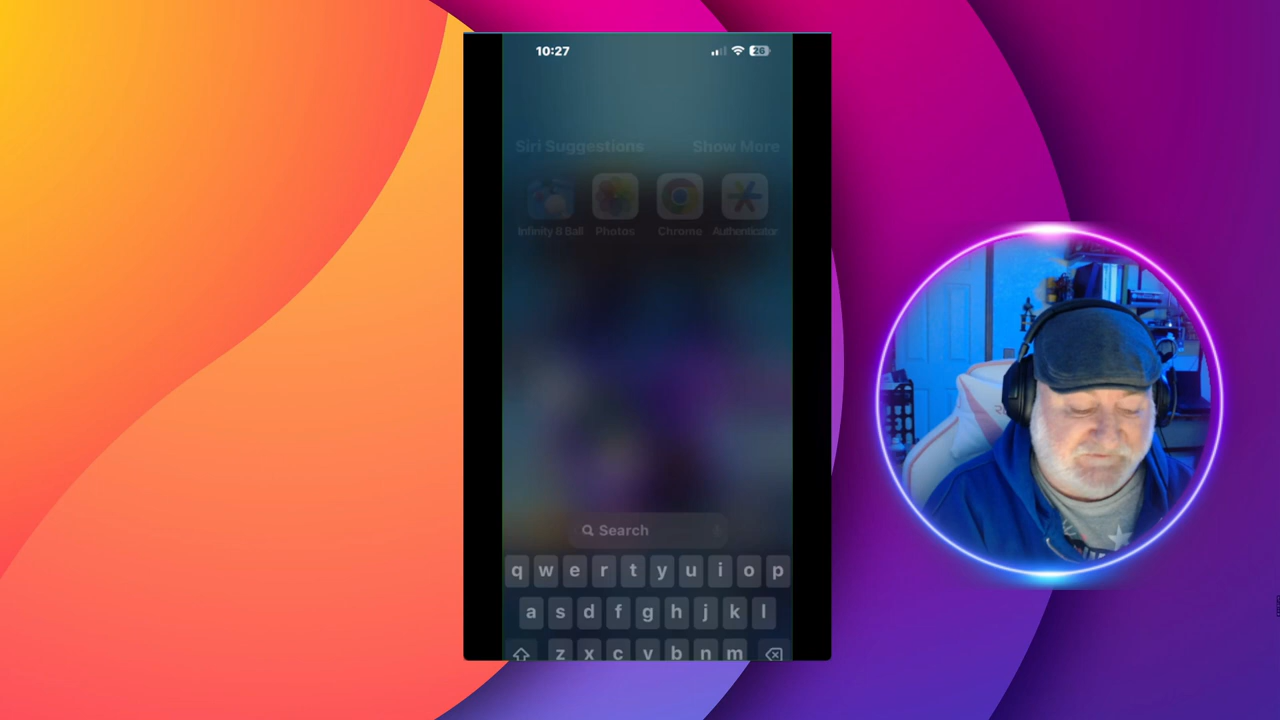 10:27
26
Siri Suggestions Show More
Infinity 8 Ball Photos Chrome Authenticator
Search
q w e r t y u i o p
a s d f g h j k l
z x c v b n m